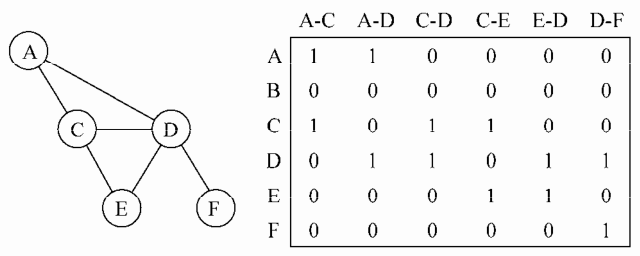 A-C A-D C-D C-E E-D D-F
A
A 1 1 0 0 0 0
B 0 0 0 0 0 0
C D
C 1 0 1 1 0 0
D 0 1 1 0 1 1
E F
E 0 0 0 1 1 0
F 0 0 0 0 0 1